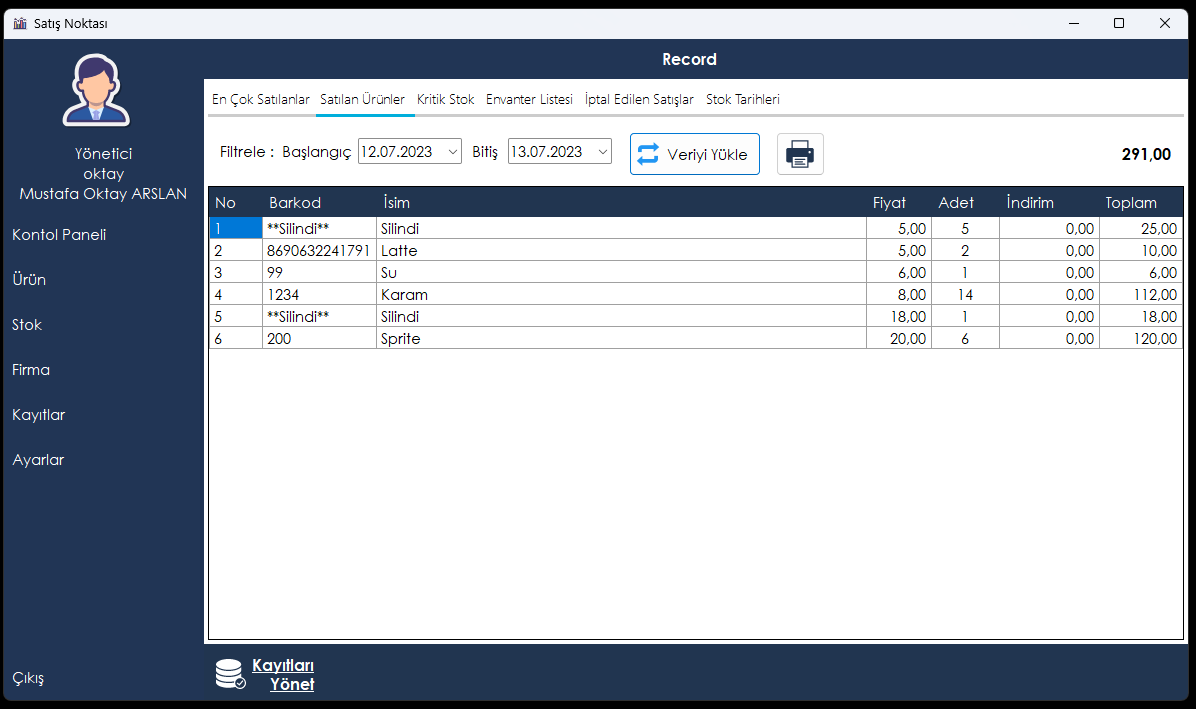 Satış Noktası
Record
Yönetici
oktay
Mustafa Oktay ARSLAN
Kontol Paneli
Ürün
Stok
Firma
Kayıtlar
Ayarlar
Çıkış
En Çok Satılanlar Satılan Ürünler Kritik Stok Envanter Listesi İptal Edilen Satışlar Stok Tarihleri
Filtrele : Başlangıç 12.07.2023 Bitiş 13.07.2023 Veriyi Yükle 291,00
No Barkod İsim Fiyat Adet İndirim Toplam
1 **Silindi** Silindi 5,00 5 0,00 25,00
2 8690632241791 Latte 5,00 2 0,00 10,00
3 99 Su 6,00 1 0,00 6,00
4 1234 Karam 8,00 14 0,00 112,00
5 **Silindi** Silindi 18,00 1 0,00 18,00
6 200 Sprite 20,00 6 0,00 120,00
Kayıtları
Yönet